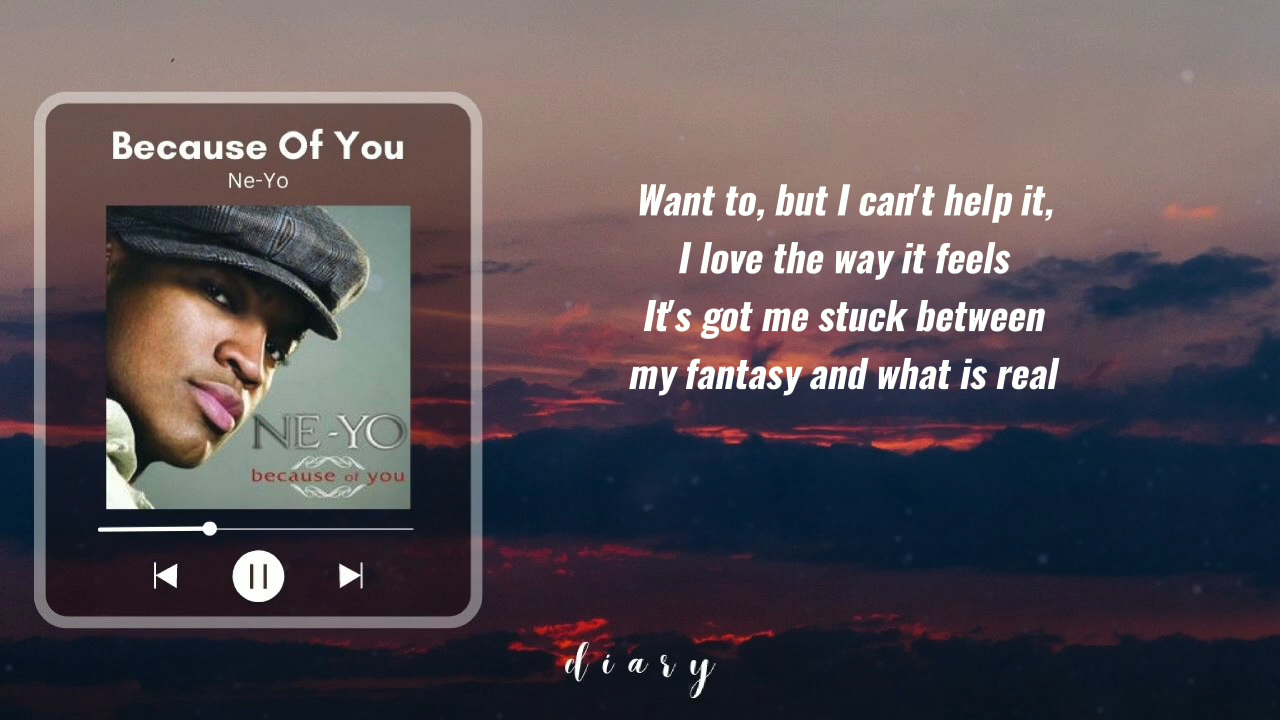 Because Of You
Ne-Yo
NE-YO
because of you
Want to, but I can't help it,
I love the way it feels
It's got me stuck between
my fantasy and what is real
diary